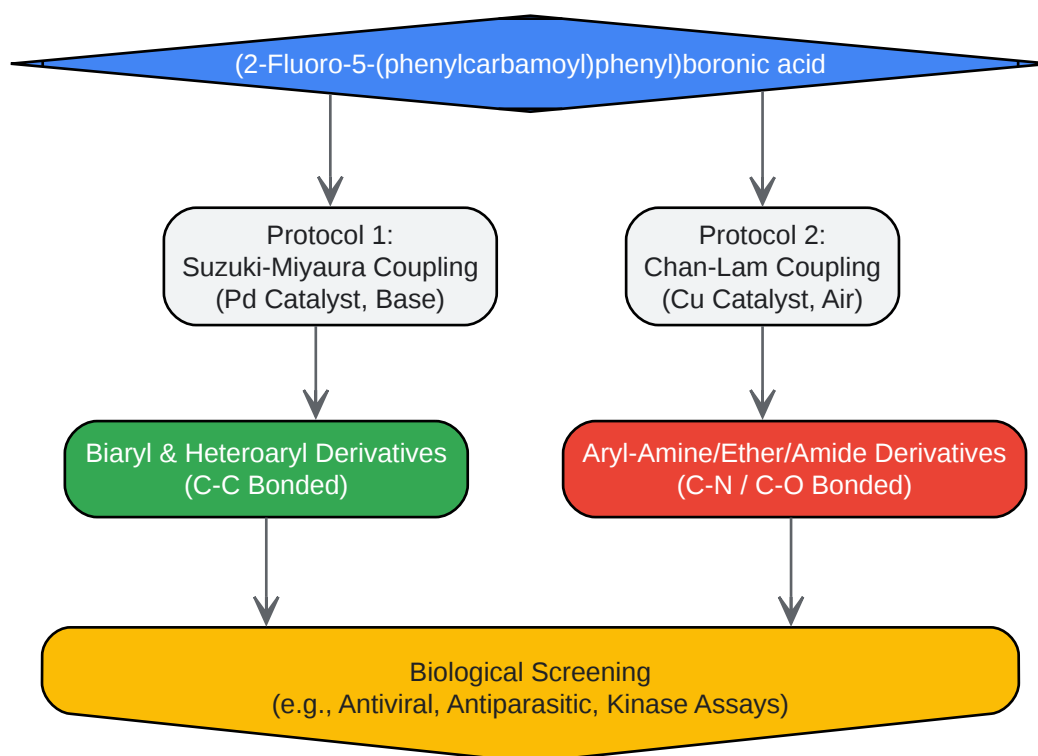 (2-Fluoro-5-(phenylcarbamoyl)phenyl)boronic acid
Protocol 1:
Suzuki-Miyaura Coupling
(Pd Catalyst, Base)
Protocol 2:
Chan-Lam Coupling
(Cu Catalyst, Air)
Biaryl & Heteroaryl Derivatives
(C-C Bonded)
Aryl-Amine/Ether/Amide Derivatives
(C-N / C-O Bonded)
Biological Screening
(e.g., Antiviral, Antiparasitic, Kinase Assays)